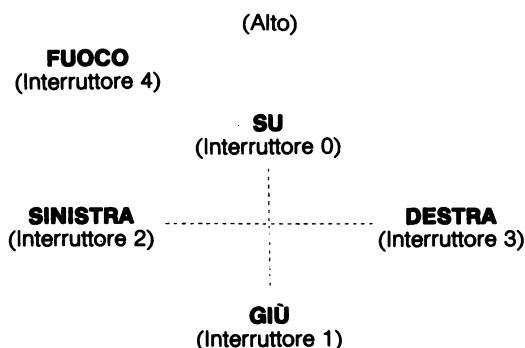 (Alto)
FUOCO
(Interruttore 4)
SU
(Interruttore 0)
SINISTRA
(Interruttore 2)
DESTRA
(Interruttore 3)
GIÙ
(Interruttore 1)